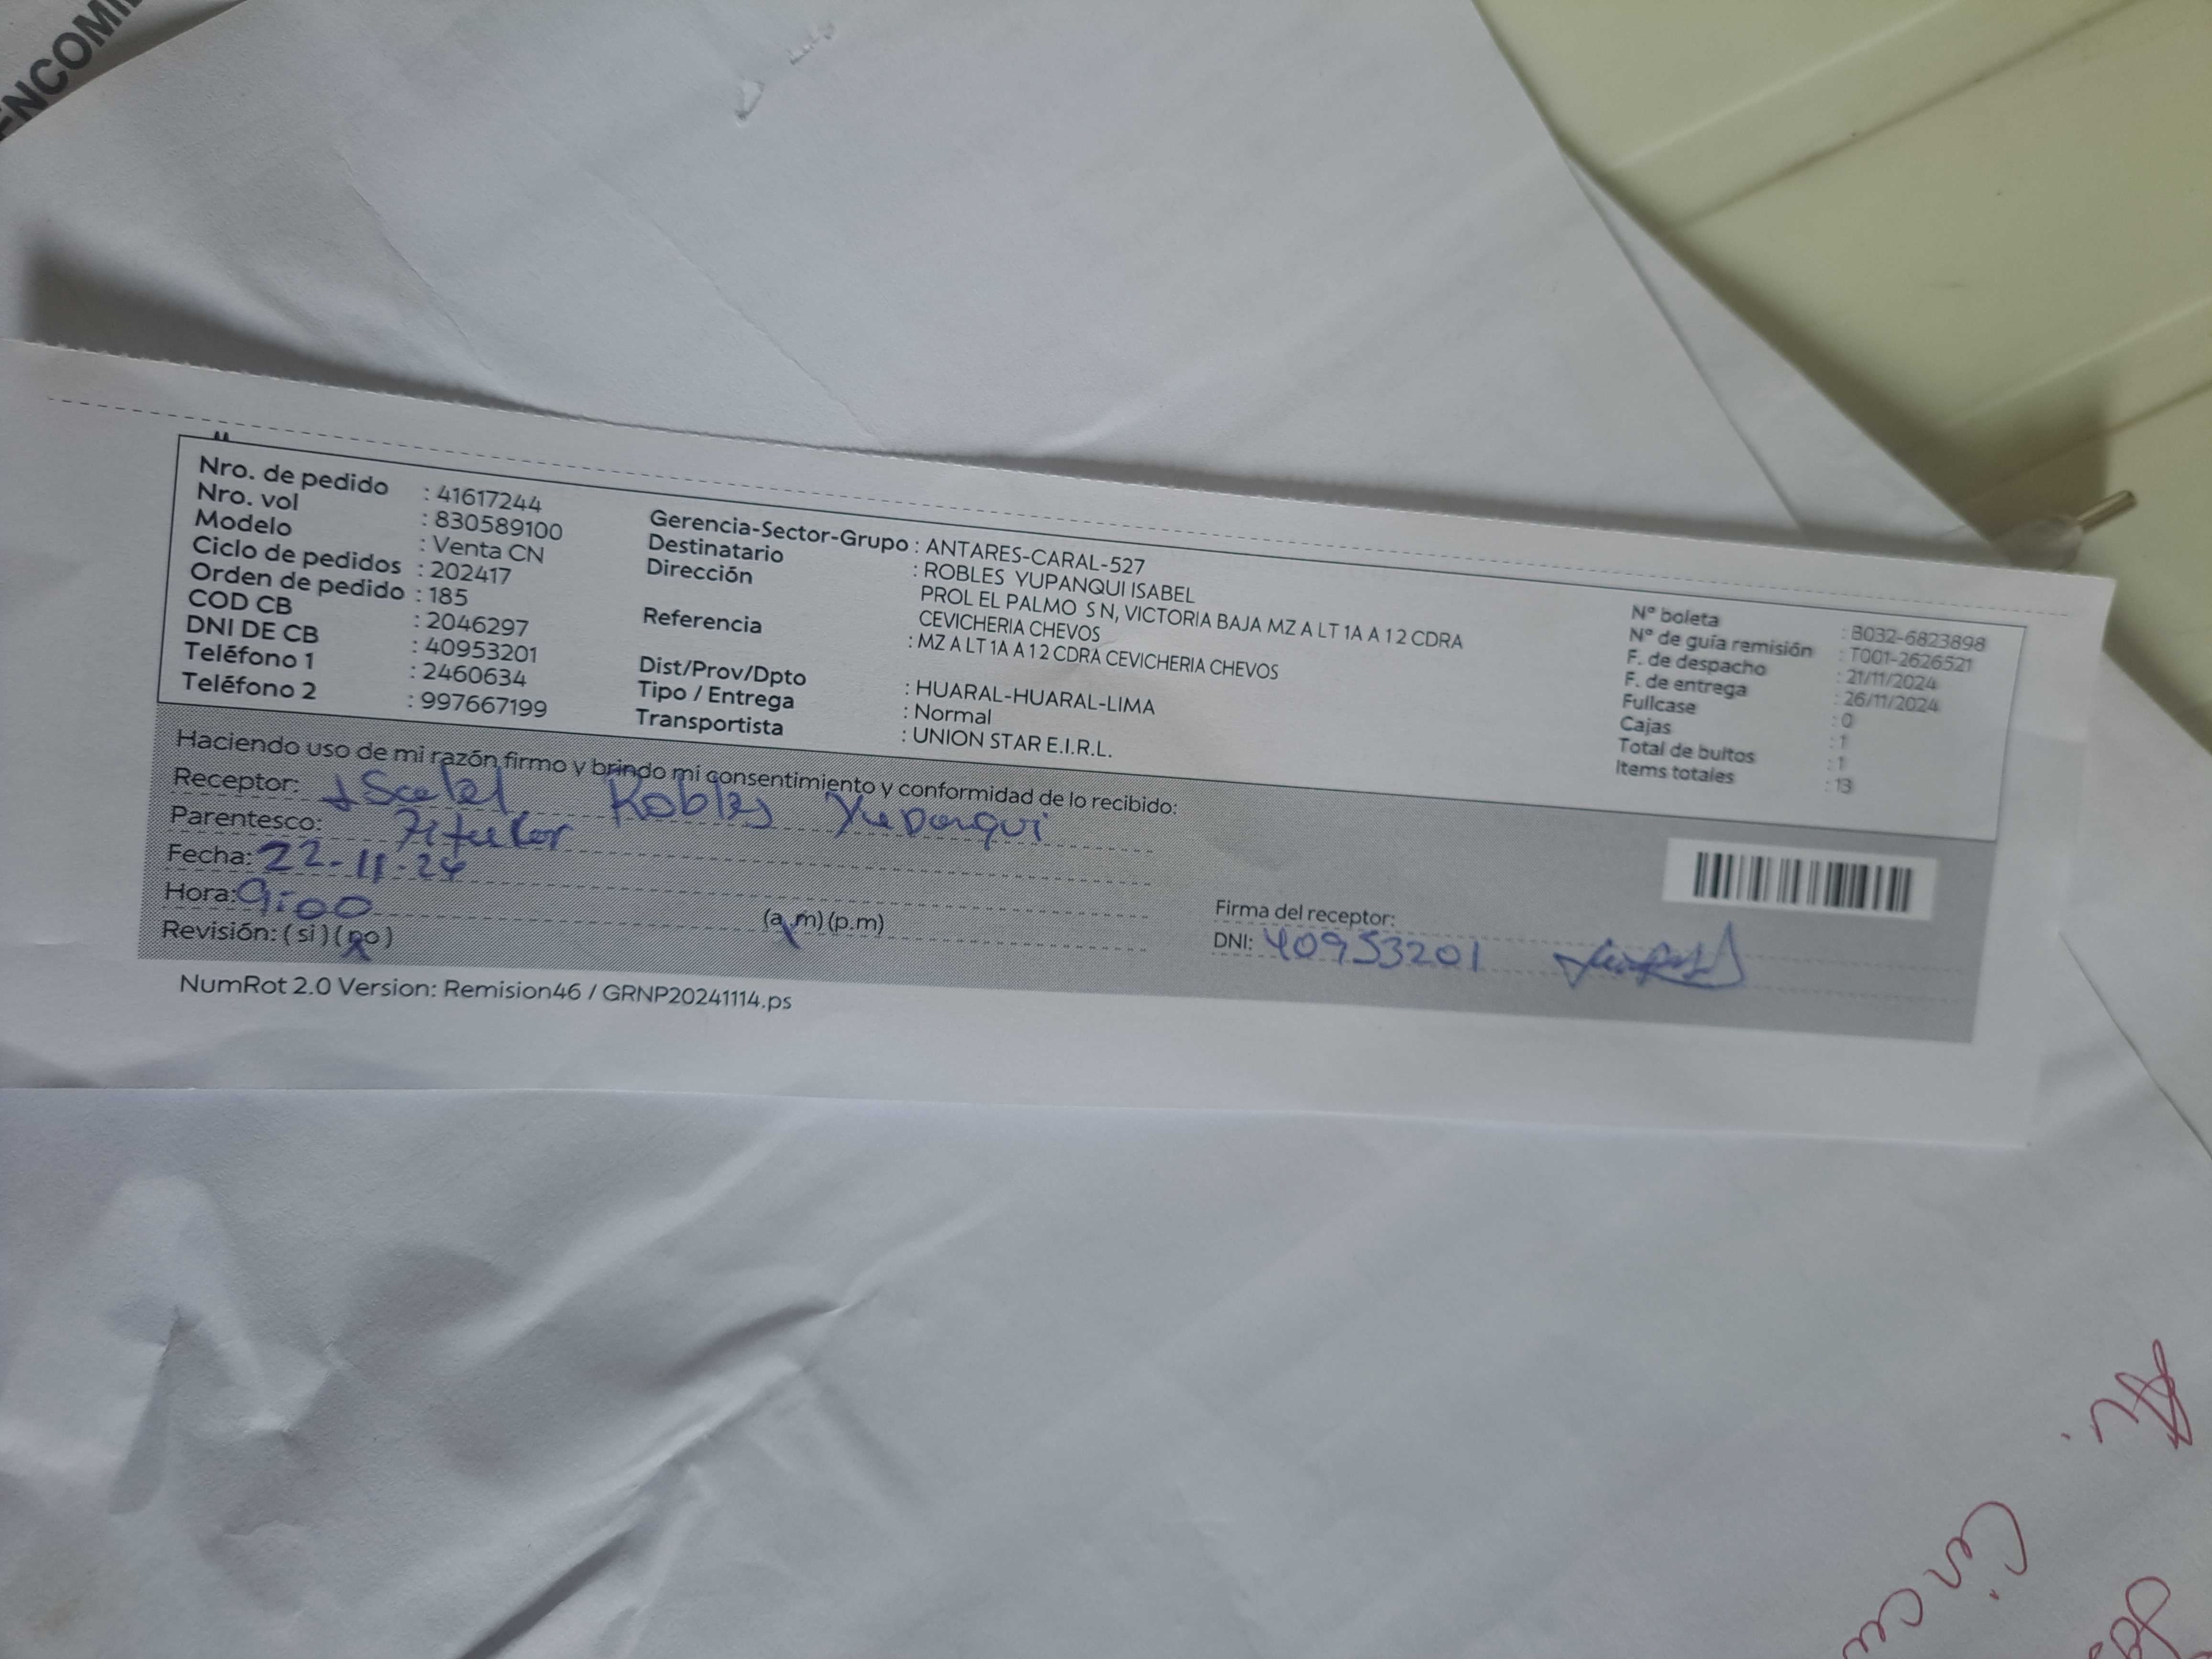 ENCOMI
Nro. de pedido : 41617244
Nro. vol : 830589100
Modelo : Venta CN
Ciclo de pedidos : 202417
Orden de pedido : 185
COD CB : 2046297
DNI DE CB : 40953201
Teléfono 1 : 2460634
Teléfono 2 : 997667199
Gerencia-Sector-Grupo : ANTARES-CARAL-527
Destinatario : ROBLES YUPANQUI ISABEL
Dirección PROL EL PALMO S N, VICTORIA BAJA MZ A LT 1A A 1 2 CDRA
CEVICHERIA CHEVOS
Referencia : MZ A LT 1A A 1 2 CDRA CEVICHERIA CHEVOS
Dist/Prov/Dpto : HUARAL-HUARAL-LIMA
Tipo / Entrega : Normal
Transportista : UNION STAR E.I.R.L.
N° boleta : B032-6823898
N° de guía remisión : T001-2626521
F. de despacho : 21/11/2024
F. de entrega : 26/11/2024
Fullcase : 0
Cajas : 1
Total de bultos : 1
Items totales : 13
Haciendo uso de mi razón firmo y brindo mi consentimiento y conformidad de lo recibido:
Receptor: Isabel Robles Yupanqui
Parentesco: Titular
Fecha: 22-11-24
Hora: 9:00 (a.m) (p.m)
Revisión: (si) (no)
Firma del receptor:
DNI: 40953201
NumRot 2.0 Version: Remision46 / GRNP20241114.ps
Av.
Circu